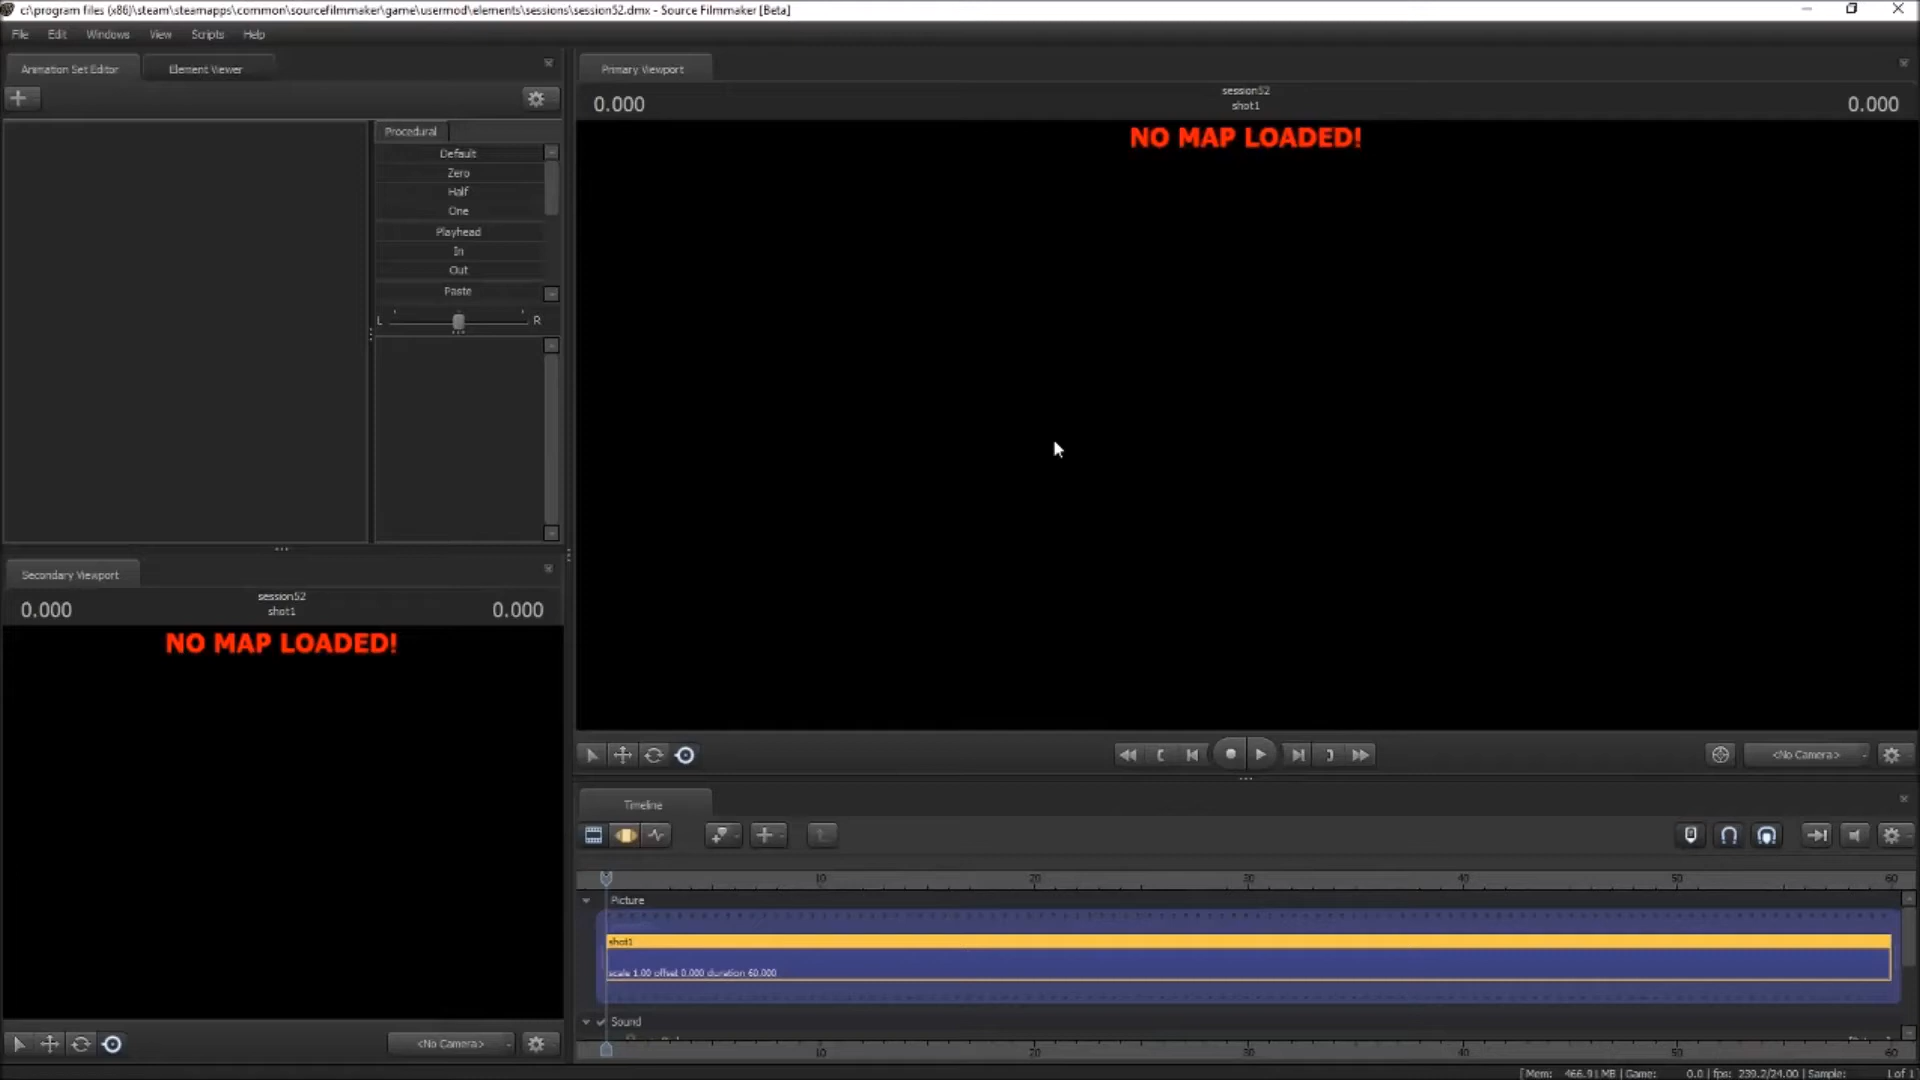 c:\program files (x86)\steam\steamapps\common\sourcefilmmaker\game\usermod\elements\sessions\session52.dmx - Source Filmmaker [Beta]
File Edit Windows View Scripts Help
Animation Set Editor Element Viewer
Primary Viewport
0.000 session52 0.000
shot1
NO MAP LOADED!
Procedural
Default
Zero
Half
One
Playhead
In
Out
Paste
L R
Secondary Viewport
0.000 session52 0.000
shot1
NO MAP LOADED!
<No Camera>
Timeline
10 20 30 40 50 60
Picture
shot1
scale 1.00 offset 0.000 duration 60.000
Sound
10 20 30 40 50 60
<No Camera>
[Mem: 466.91 MB | Game: 0.0 | fps: 239.2/24.00 | Sample: 1 of 1